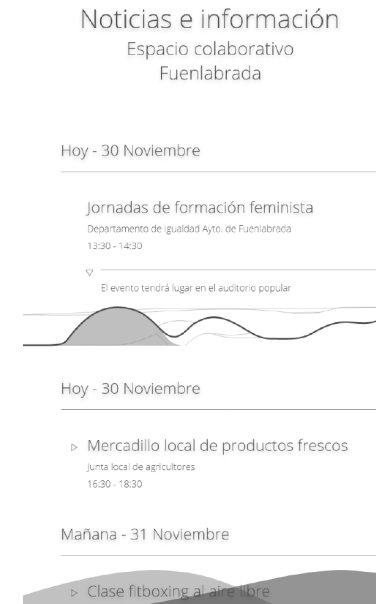 Noticias e información
Espacio colaborativo
Fuenlabrada
Hoy - 30 Noviembre
Jornadas de formación feminista
Departamento de Igualdad Ayto. de Fuenlabrada
13:30 - 14:30
El evento tendrá lugar en el auditorio popular
Hoy - 30 Noviembre
Mercadillo local de productos frescos
Junta local de agricultores
16:30 - 18:30
Mañana - 31 Noviembre
Clase fitboxing al aire libre